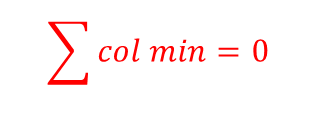 ∑ col min = 0